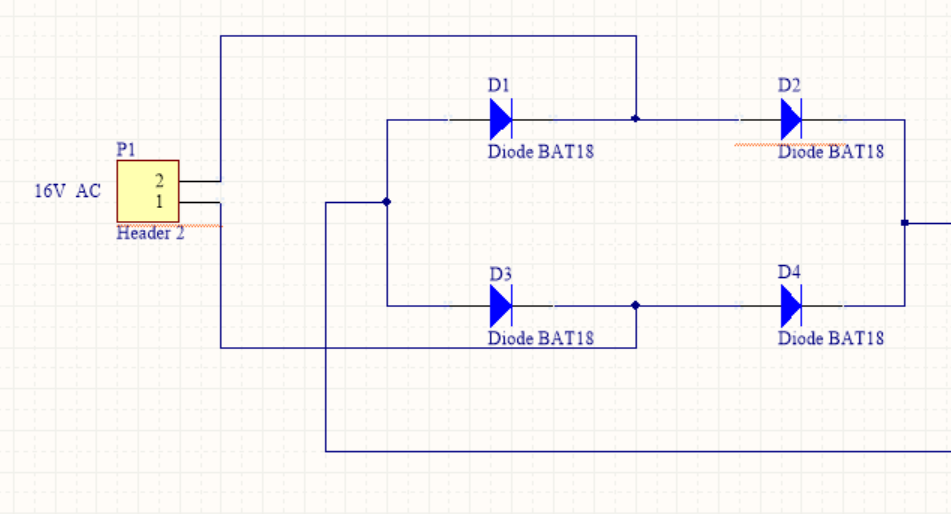 D1
D2
Diode BAT18
Diode BAT18
P1
16V AC
2
1
Header 2
D3
D4
Diode BAT18
Diode BAT18